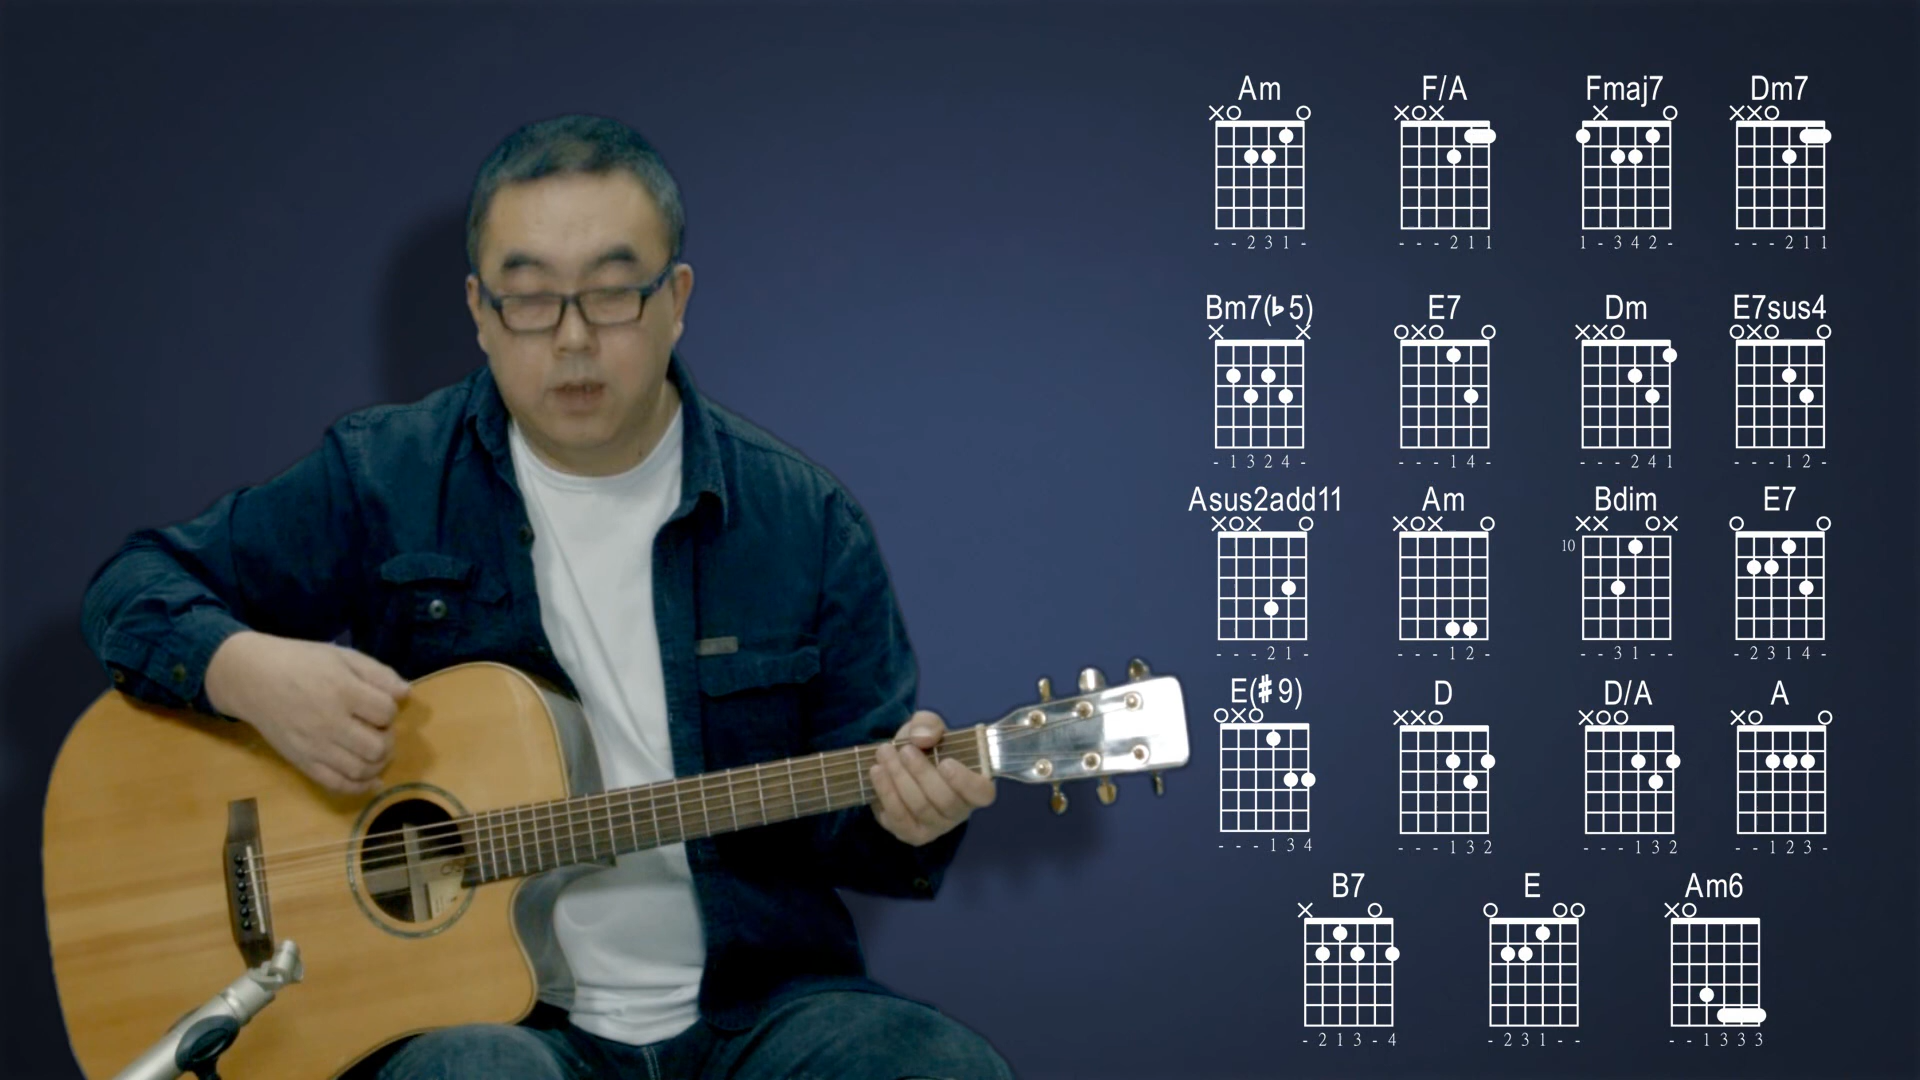 Am F/A Fmaj7 Dm7
×○ ○ ×○× × ○ ××○
- - 2 3 1 - - - - 2 1 1 1 - 3 4 2 - - - - 2 1 1
Bm7(♭5) E7 Dm E7sus4
× × ○×○ ○ ××○ ○×○ ○
- 1 3 2 4 - - - - 1 4 - - - - 2 4 1 - - - 1 2 -
Asus2add11 Am Bdim E7
×○× ○ ×○× ○ ×× ○× ○ ○
10
- - - 2 1 - - - - 1 2 - - - 3 1 - - - 2 3 1 4 -
E(♯9) D D/A A
○×○ ××○ ×○○ ×○ ○
- - - 1 3 4 - - - 1 3 2 - - - 1 3 2 - - 1 2 3 -
B7 E Am6
× ○ ○ ○○ ×○
- 2 1 3 - 4 - 2 3 1 - - - - 1 3 3 3